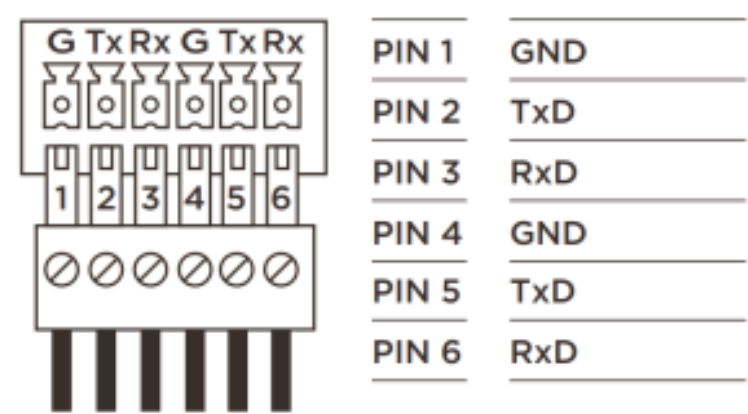 G Tx Rx G Tx Rx
1 2 3 4 5 6
PIN 1 GND
PIN 2 TxD
PIN 3 RxD
PIN 4 GND
PIN 5 TxD
PIN 6 RxD